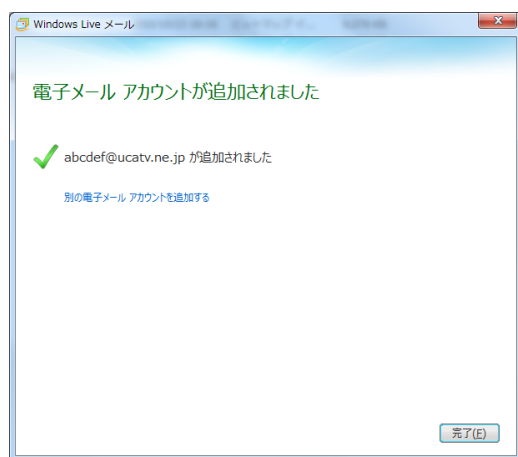 Windows Live メール
電子メール アカウントが追加されました
abcdef@ucatv.ne.jp が追加されました
別の電子メール アカウントを追加する
完了(F)